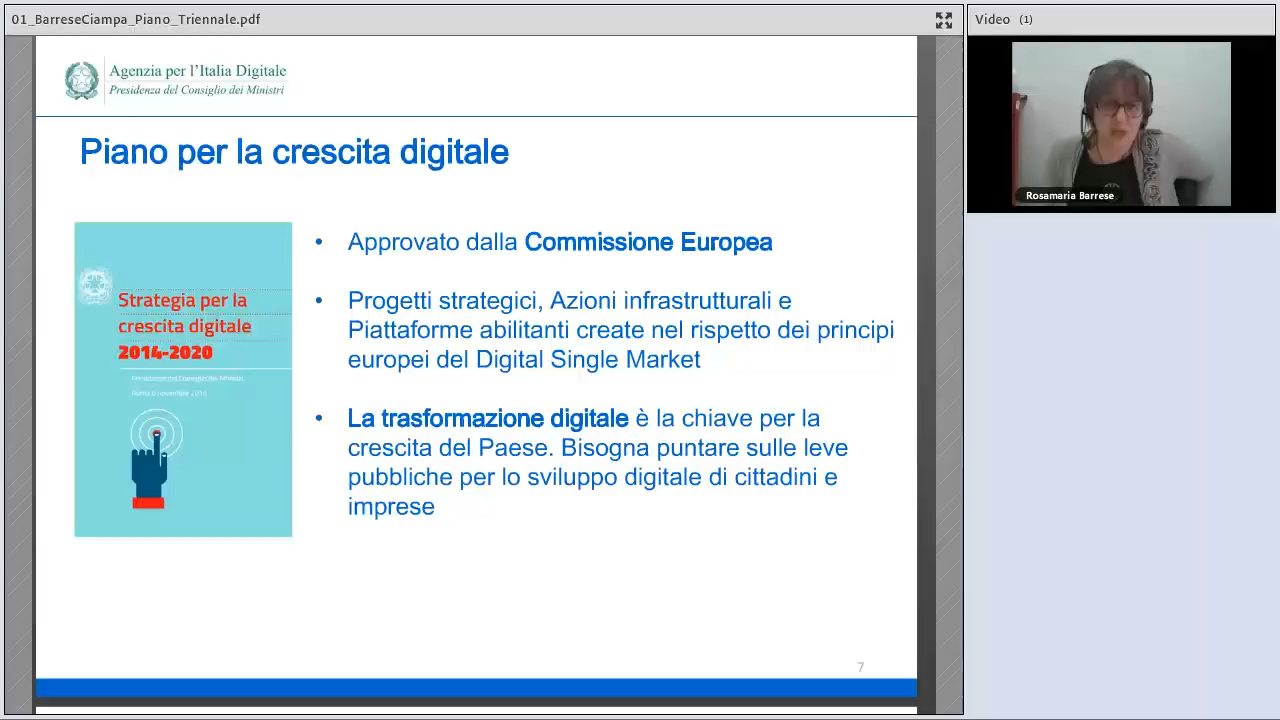 01_BarreseCiampa_Piano_Triennale.pdf
Video (1)
Agenzia per l'Italia Digitale
Presidenza del Consiglio dei Ministri
Piano per la crescita digitale
Strategia per la
crescita digitale
2014-2020
• Approvato dalla Commissione Europea
• Progetti strategici, Azioni infrastrutturali e
Piattaforme abilitanti create nel rispetto dei principi
europei del Digital Single Market
• La trasformazione digitale è la chiave per la
crescita del Paese. Bisogna puntare sulle leve
pubbliche per lo sviluppo digitale di cittadini e
imprese
7
Rosamaria Barrese